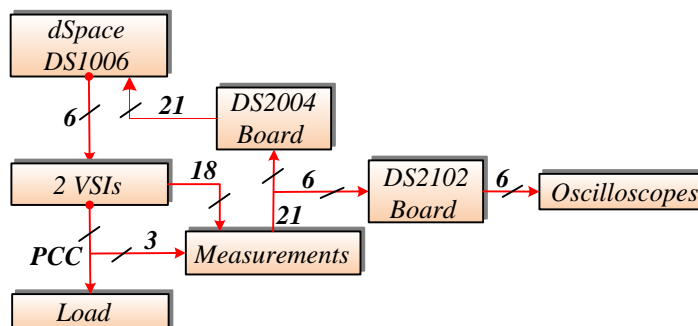 dSpace
DS1006
6
21
DS2004
Board
2 VSIs
18
6
DS2102
Board
6
Oscilloscopes
21
PCC
3
Measurements
Load